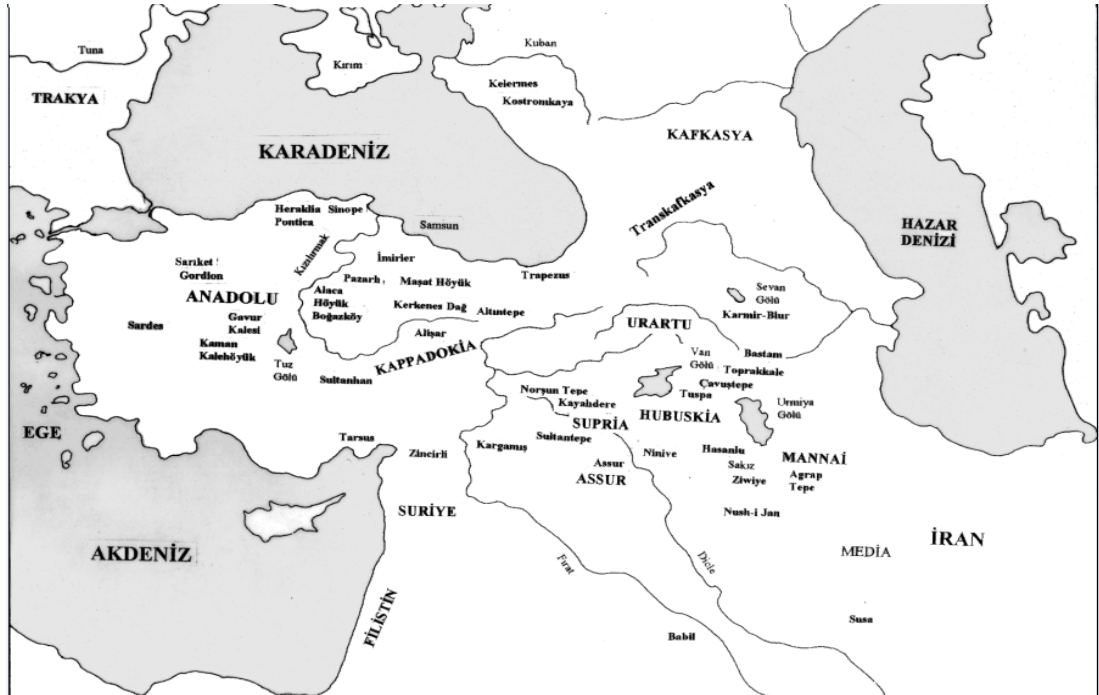 Tuna
Kuban
Kırım
TRAKYA
Kelermes
Kostromkaya
KARADENİZ
KAFKASYA
Transkafkasya
HAZAR
DENİZİ
Heraklia Sinope
Pontica
Samsun
Kızılırmak
İmirler
Sarıket
Gordion
Pazarlı
Maşat Höyük
Trapezus
Sevan
Gölü
Karmir-Blur
ANADOLU
Alaca
Höyük
Boğazköy
Kerkenes Dağ
Altıntepe
Gavur
Kalesi
Sardes
Kaman
Kalehöyük
Alişar
URARTU
KAPPADOKİA
Tuz
Gölü
Sultanhan
Van
Gölü
Bastam
Toprakkale
Çavuştepe
Tuspa
Norşun Tepe
Kayalıdere
Urmiya
Gölü
HUBUSKİA
SUPRİA
EGE
Tarsus
Zincirli
Kargamış
Sultantepe
Ninive
Hasanlu
Sakız
Ziwiye
MANNAİ
Agrap
Tepe
Assur
ASSUR
SURİYE
Nush-i Jan
AKDENİZ
Fırat
Dicle
MEDİA
İRAN
FİLİSTİN
Babil
Susa